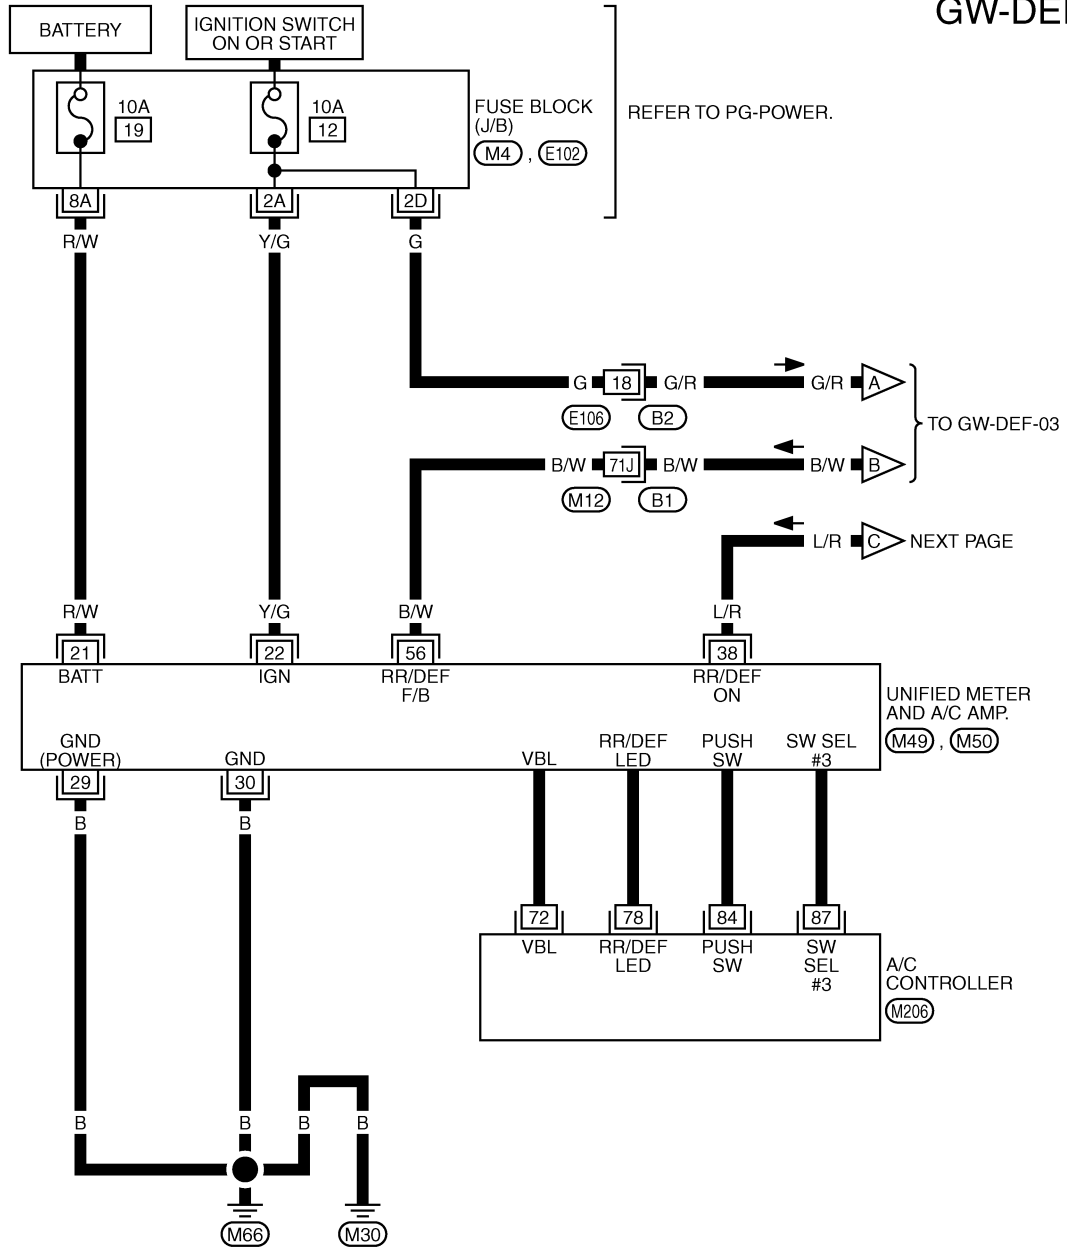 GW-DEF
BATTERY
IGNITION SWITCH
ON OR START
10A
19
10A
12
FUSE BLOCK
(J/B)
M4 , E102
REFER TO PG-POWER.
8A
2A
2D
R/W
Y/G
G
G
18
G/R
G/R
A
E106
B2
TO GW-DEF-03
B/W
71J
B/W
B/W
B
M12
B1
L/R
C
NEXT PAGE
R/W
Y/G
B/W
L/R
21
22
56
38
BATT
IGN
RR/DEF
F/B
RR/DEF
ON
UNIFIED METER
AND A/C AMP.
M49 , M50
GND
(POWER)
GND
VBL
RR/DEF
LED
PUSH
SW
SW SEL
#3
29
30
B
B
72
78
84
87
VBL
RR/DEF
LED
PUSH
SW
SW
SEL
#3
A/C
CONTROLLER
M206
B
B
B
B
M66
M30